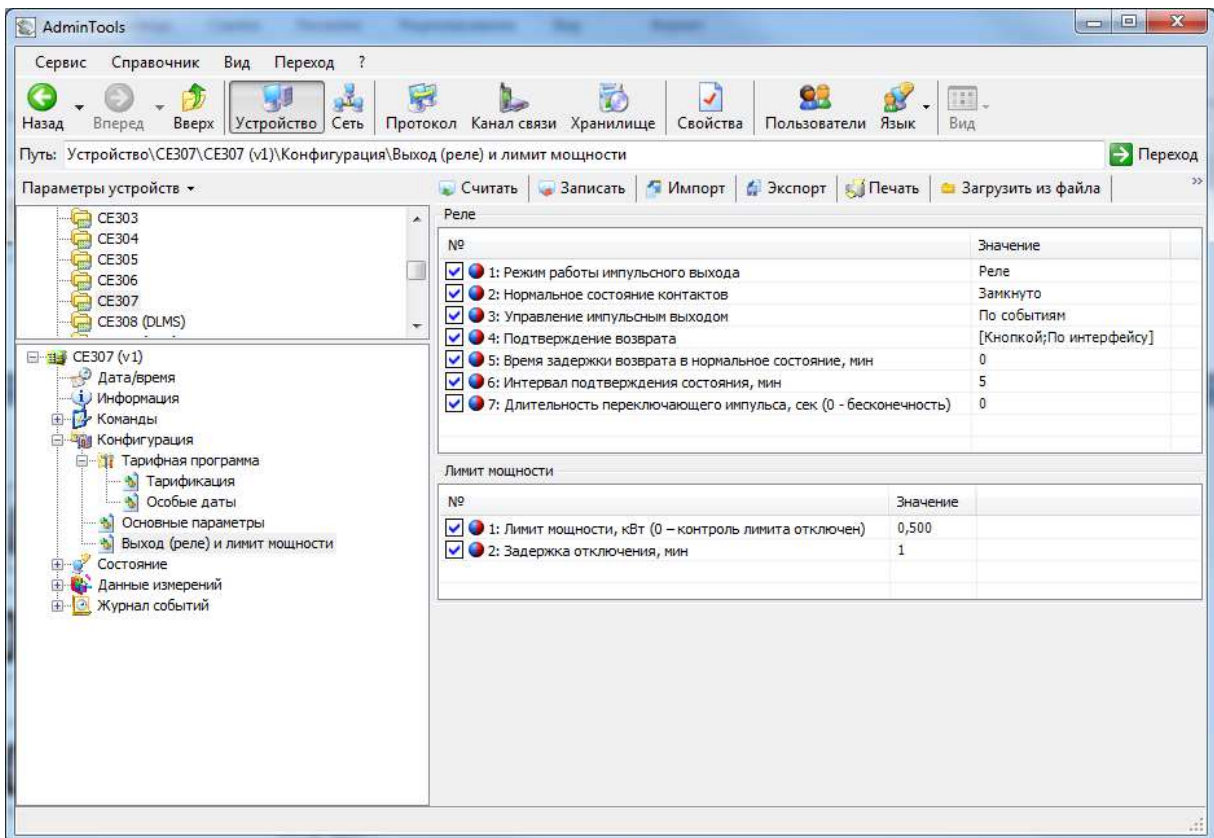 AdminTools
Сервис Справочник Вид Переход ?
Назад Вперед Вверх Устройство Сеть Протокол Канал связи Хранилище Свойства Пользователи Язык Вид
Путь: Устройство\CE307\CE307 (v1)\Конфигурация\Выход (реле) и лимит мощности Переход
Параметры устройств Считать Записать Импорт Экспорт Печать Загрузить из файла »
CE303
CE304
CE305
CE306
CE307
CE308 (DLMS)
CE307 (v1)
Дата/время
Информация
Команды
Конфигурация
Тарифная программа
Тарификация
Особые даты
Основные параметры
Выход (реле) и лимит мощности
Состояние
Данные измерений
Журнал событий
Реле
№ Значение
1: Режим работы импульсного выхода Реле
2: Нормальное состояние контактов Замкнуто
3: Управление импульсным выходом По событиям
4: Подтверждение возврата [Кнопкой;По интерфейсу]
5: Время задержки возврата в нормальное состояние, мин 0
6: Интервал подтверждения состояния, мин 5
7: Длительность переключающего импульса, сек (0 - бесконечность) 0
Лимит мощности
№ Значение
1: Лимит мощности, кВт (0 – контроль лимита отключен) 0,500
2: Задержка отключения, мин 1